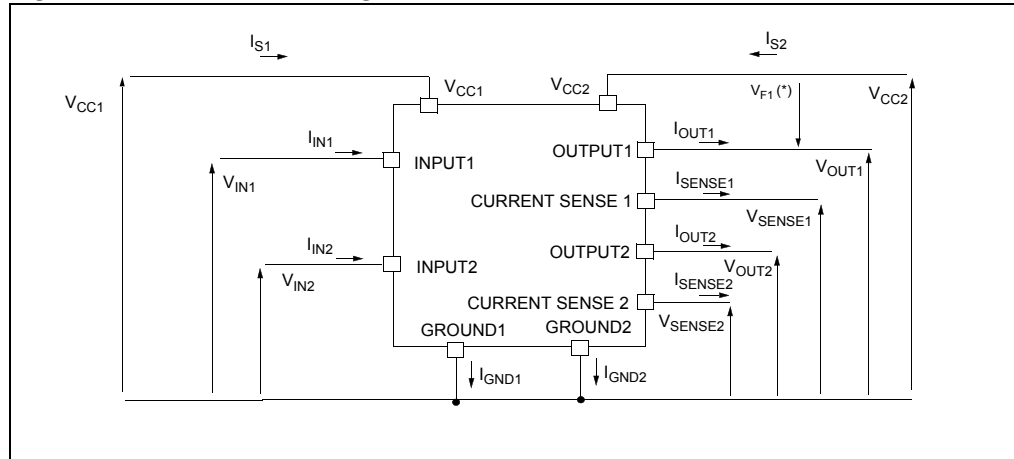 I_S1
I_S2
V_CC1
V_CC2
V_CC1
V_F1 (*)
V_CC2
I_IN1
I_OUT1
INPUT1
OUTPUT1
V_IN1
V_OUT1
I_SENSE1
CURRENT SENSE 1
V_SENSE1
I_IN2
I_OUT2
INPUT2
OUTPUT2
V_IN2
V_OUT2
I_SENSE2
CURRENT SENSE 2
V_SENSE2
GROUND1
GROUND2
I_GND1
I_GND2